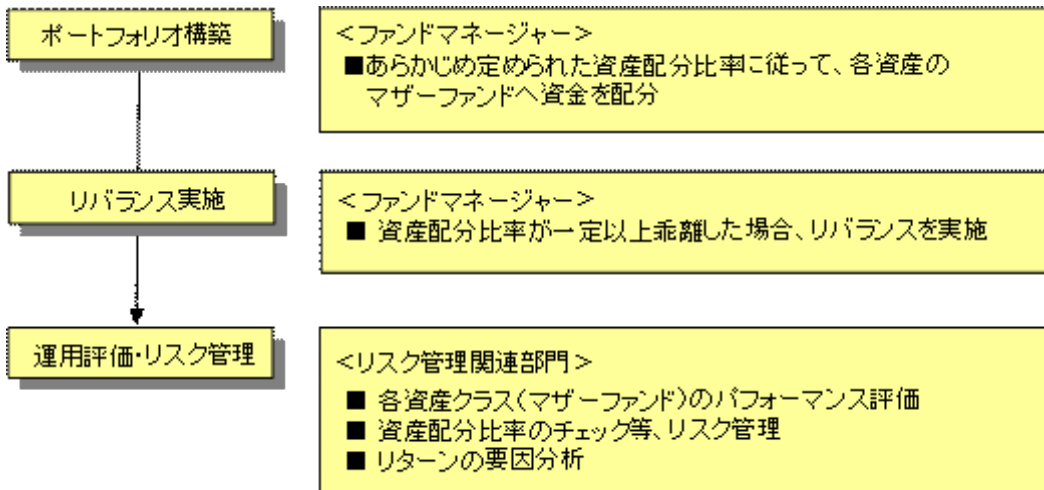 ポートフォリオ構築
＜ファンドマネージャー＞
■あらかじめ定められた資産配分比率に従って、各資産の
マザーファンドへ資金を配分
リバランス実施
＜ファンドマネージャー＞
■ 資産配分比率が一定以上乖離した場合、リバランスを実施
運用評価・リスク管理
＜リスク管理関連部門＞
■ 各資産クラス(マザーファンド)のパフォーマンス評価
■ 資産配分比率のチェック等、リスク管理
■ リターンの要因分析